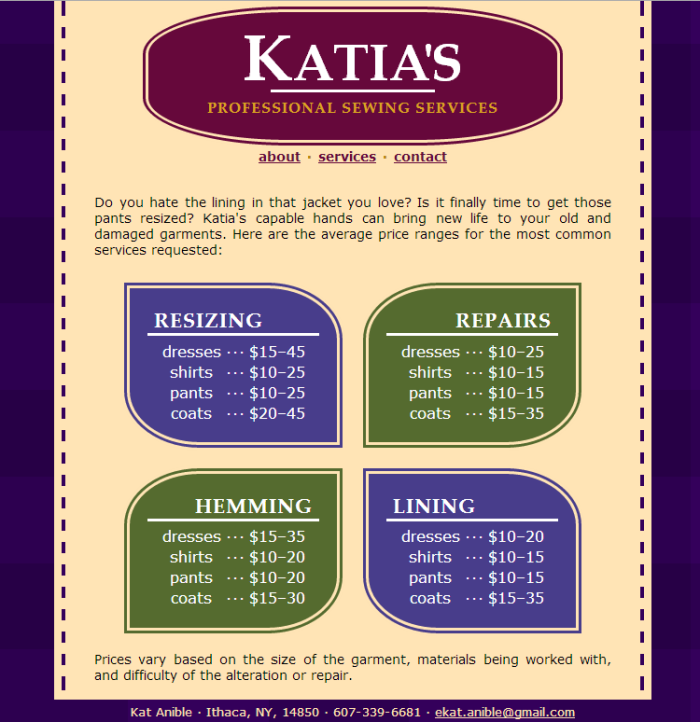 KATIA'S
PROFESSIONAL SEWING SERVICES
about · services · contact
Do you hate the lining in that jacket you love? Is it finally time to get those
pants resized? Katia's capable hands can bring new life to your old and
damaged garments. Here are the average price ranges for the most common
services requested:
RESIZING
dresses ··· $15–45
shirts ··· $10–25
pants ··· $10–25
coats ··· $20–45
REPAIRS
dresses ··· $10–25
shirts ··· $10–15
pants ··· $10–15
coats ··· $15–35
HEMMING
dresses ··· $15–35
shirts ··· $10–20
pants ··· $10–20
coats ··· $15–30
LINING
dresses ··· $10–20
shirts ··· $10–15
pants ··· $10–15
coats ··· $15–35
Prices vary based on the size of the garment, materials being worked with,
and difficulty of the alteration or repair.
Kat Anible · Ithaca, NY, 14850 · 607-339-6681 · ekat.anible@gmail.com